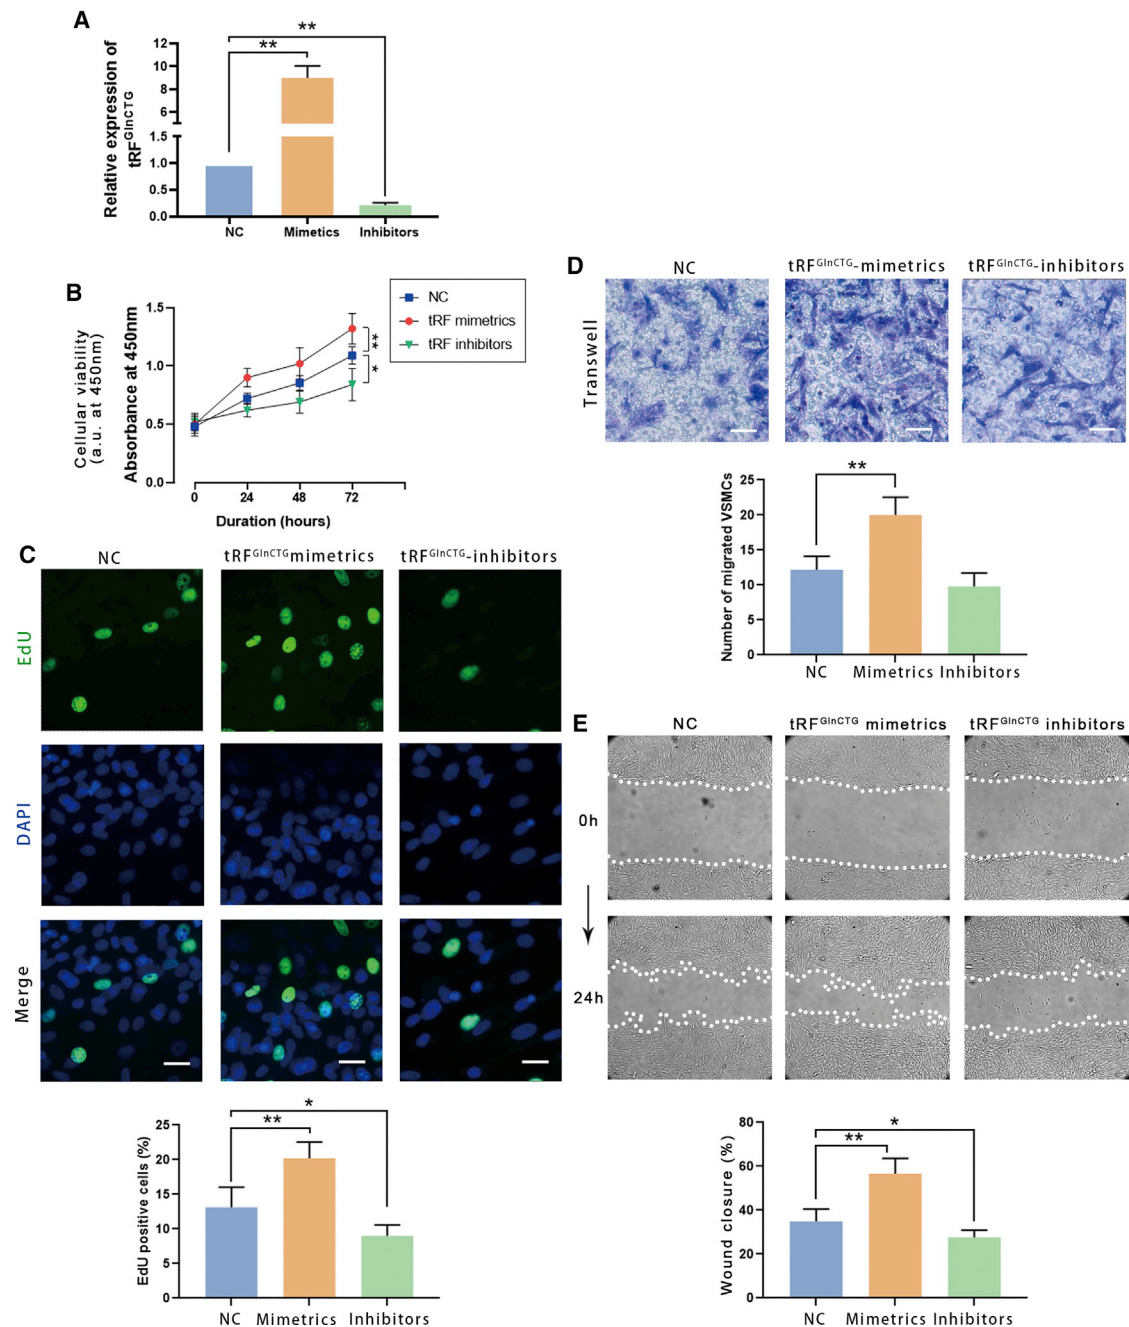 A
Relative expression of
tRF^GlnCTG
12
10
8
6
1.5
1.0
0.5
0.0
**
**
NC Mimetics Inhibitors
B
Cellular viability
(a.u. at 450nm)
Absorbance at 450nm
1.5
1.0
0.5
0.0
0 24 48 72
Duration (hours)
**
*
NC
tRF mimetrics
tRF inhibitors
C
NC tRF^GlnCTG mimetrics tRF^GlnCTG-inhibitors
EdU
DAPI
Merge
EdU positive cells (%)
25
20
15
10
5
0
*
**
NC Mimetrics Inhibitors
D
NC tRF^GlnCTG-mimetrics tRF^GlnCTG-inhibitors
Transwell
Number of migrated VSMCs
25
20
15
10
5
0
**
NC Mimetrics Inhibitors
E
NC tRF^GlnCTG mimetrics tRF^GlnCTG inhibitors
0h
24h
Wound closure (%)
80
60
40
20
0
*
**
NC Mimetrics Inhibitors